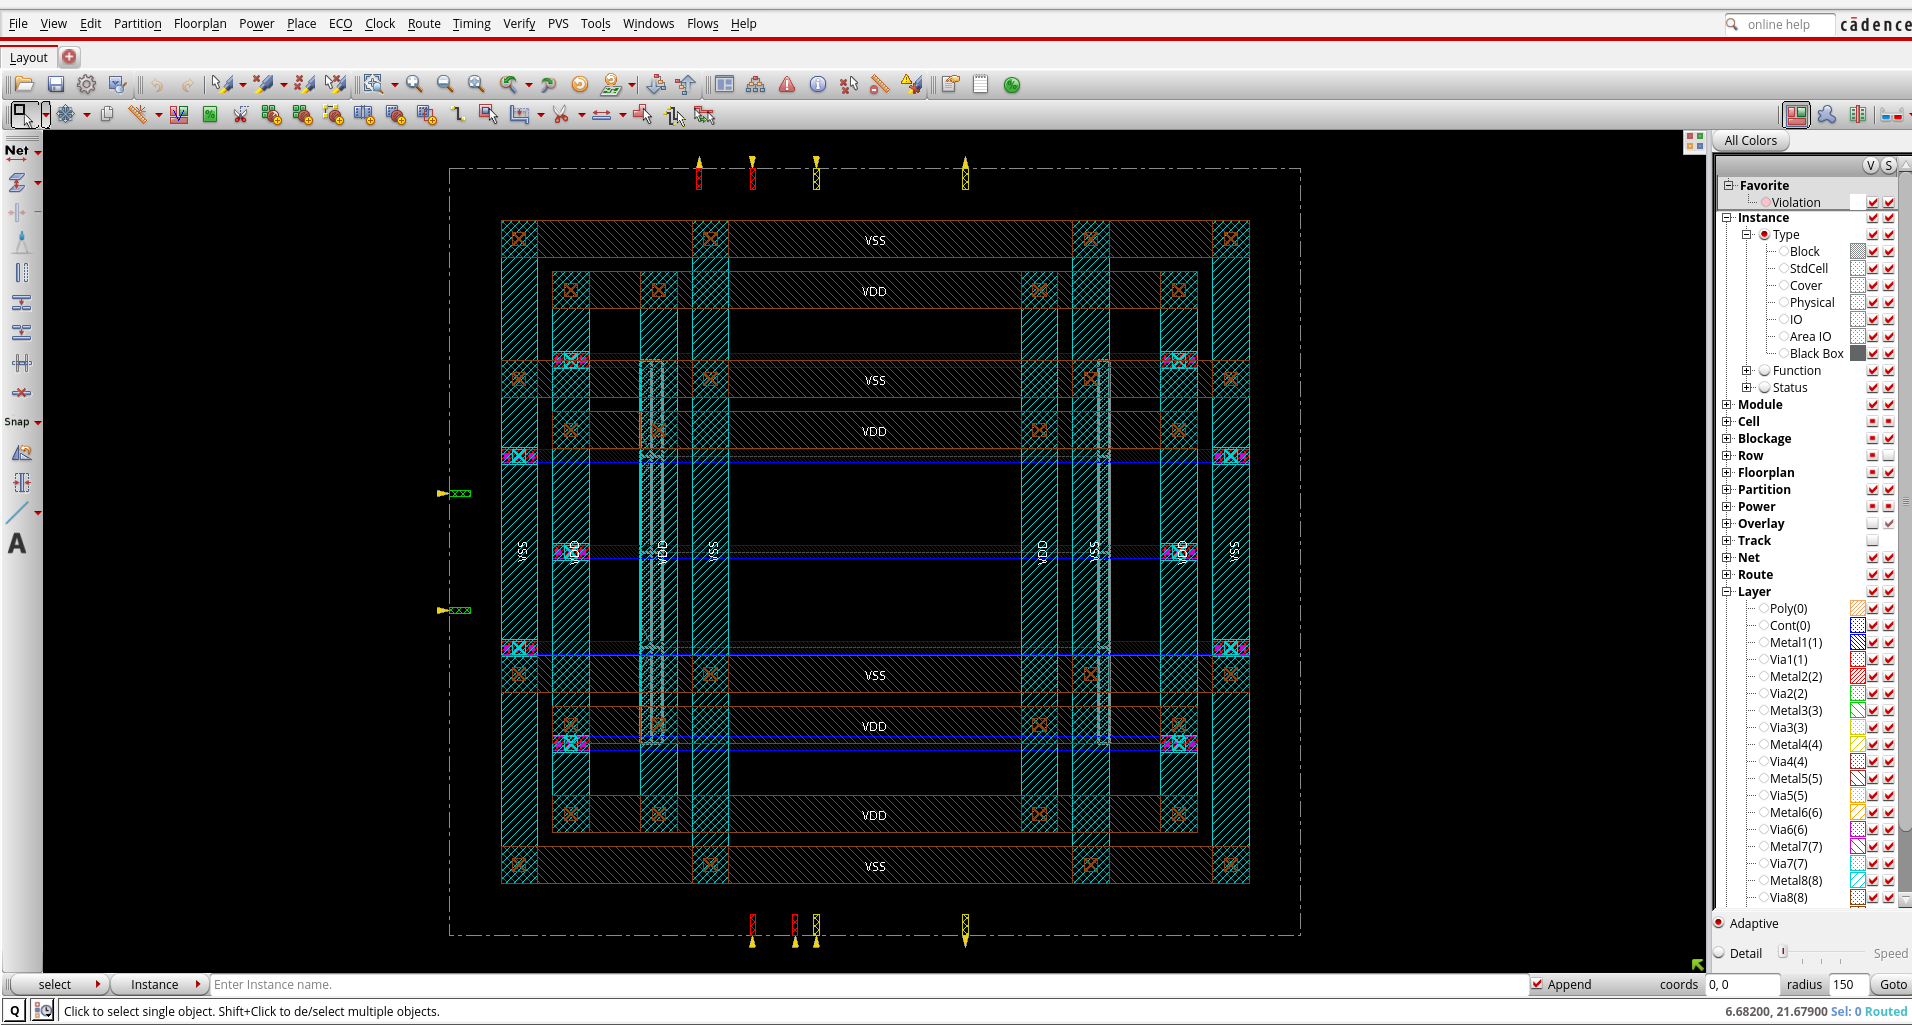 File View Edit Partition Floorplan Power Place ECO Clock Route Timing Verify PVS Tools Windows Flows Help
online help
cādence
Layout
Net
Snap
A
VSS
VDD
VSS
VDD
VSS VDD VDD VSS VDD VSS VDD VSS
VSS
VDD
VDD
VSS
All Colors
V S
Favorite
Violation
Instance
Type
Block
StdCell
Cover
Physical
IO
Area IO
Black Box
Function
Status
Module
Cell
Blockage
Row
Floorplan
Partition
Power
Overlay
Track
Net
Route
Layer
Poly(0)
Cont(0)
Metal1(1)
Via1(1)
Metal2(2)
Via2(2)
Metal3(3)
Via3(3)
Metal4(4)
Via4(4)
Metal5(5)
Via5(5)
Metal6(6)
Via6(6)
Metal7(7)
Via7(7)
Metal8(8)
Via8(8)
Adaptive
Detail Speed
select Instance Enter Instance name. Append coords 0, 0 radius 150 Goto
Q Click to select single object. Shift+Click to de/select multiple objects. 6.68200, 21.67900 Sel: 0 Routed